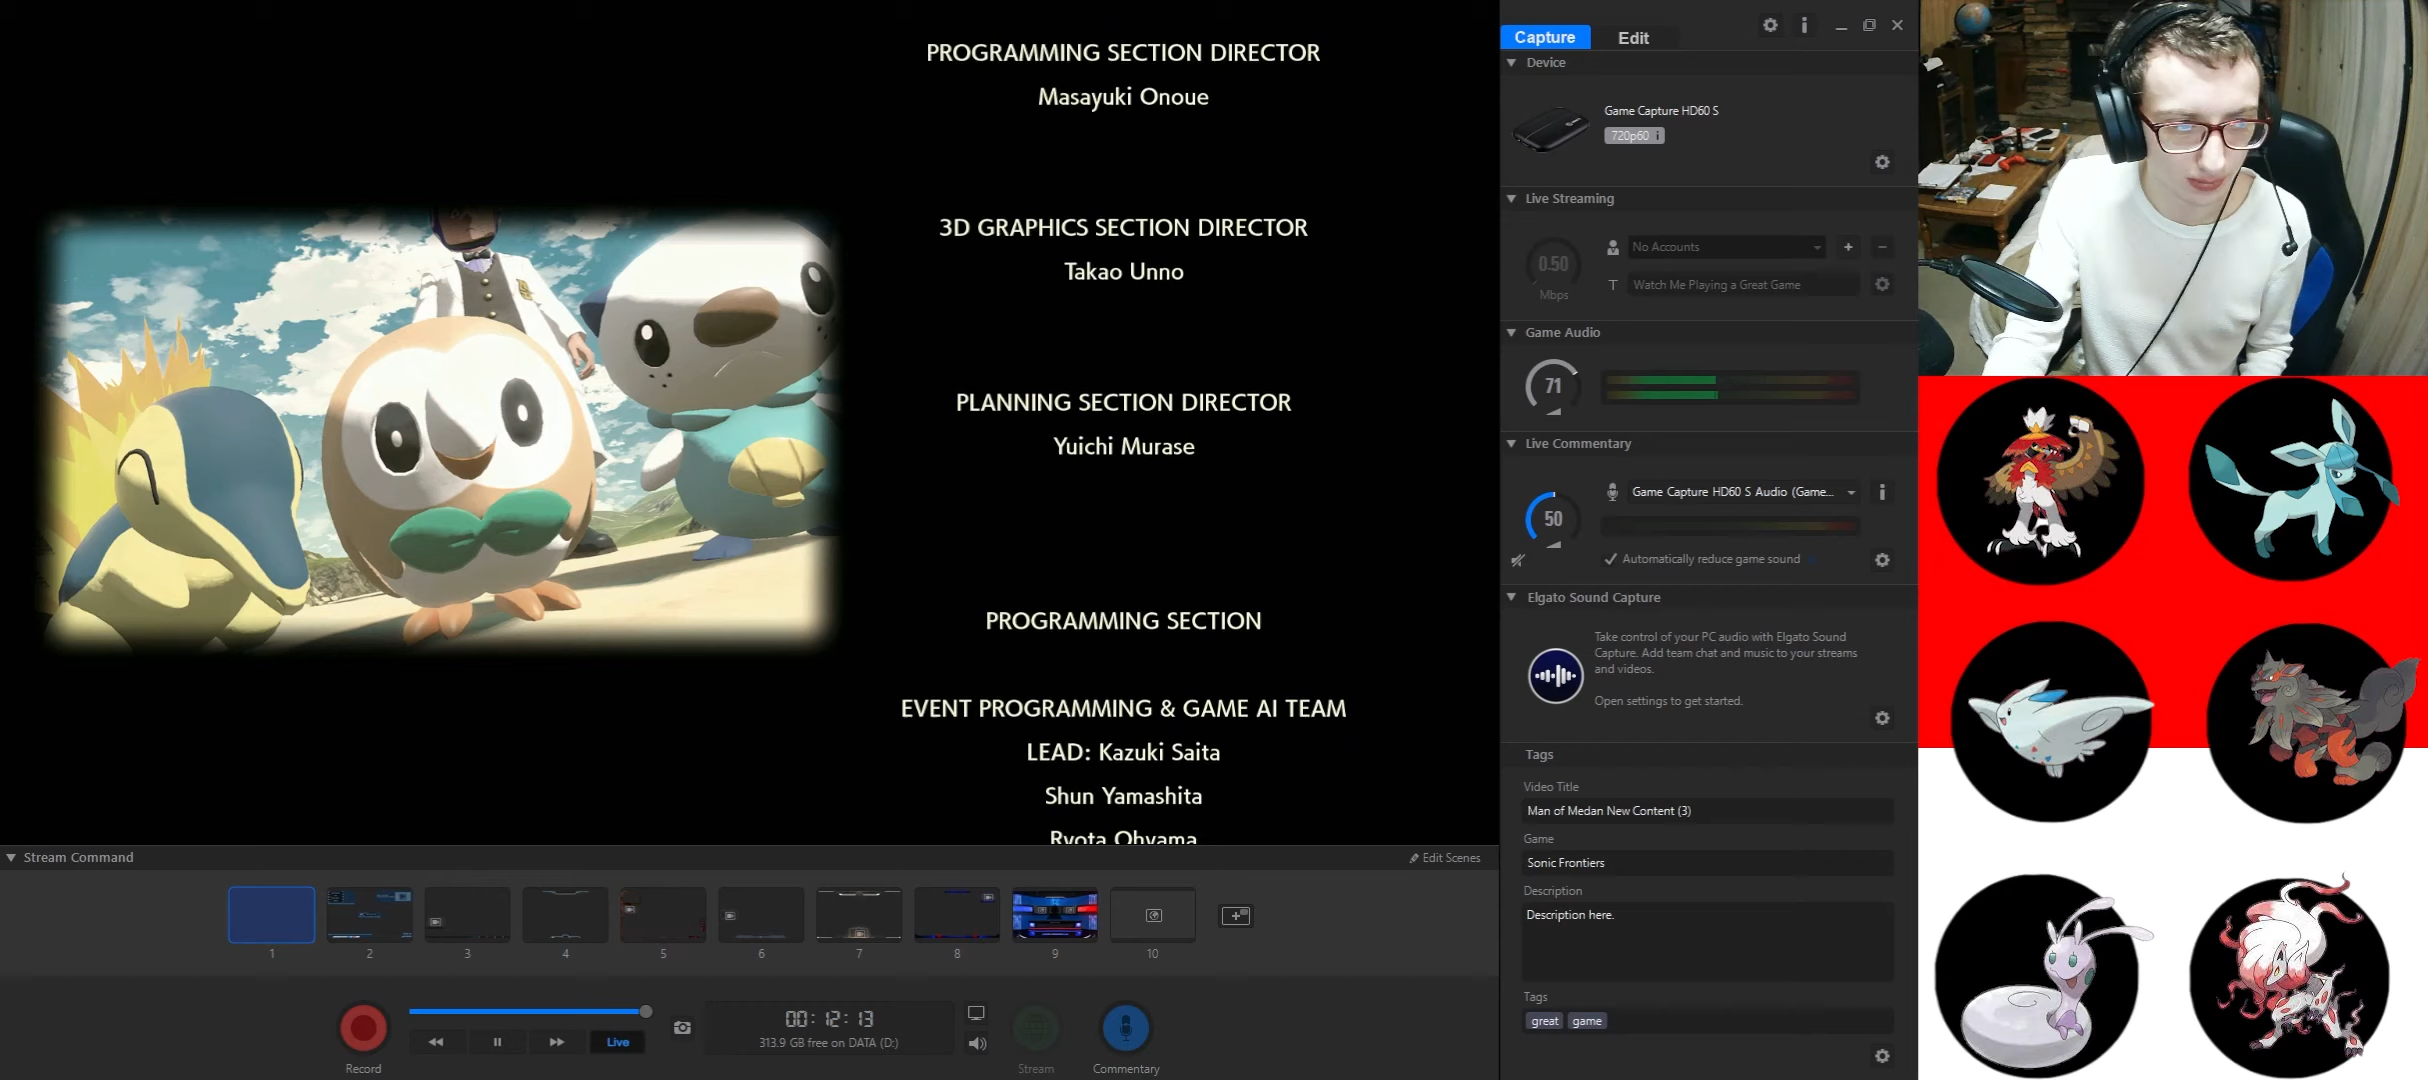 PROGRAMMING SECTION DIRECTOR
Masayuki Onoue
3D GRAPHICS SECTION DIRECTOR
Takao Unno
PLANNING SECTION DIRECTOR
Yuichi Murase
PROGRAMMING SECTION
EVENT PROGRAMMING & GAME AI TEAM
LEAD: Kazuki Saita
Shun Yamashita
Ryota Ohyama
Stream Command
Edit Scenes
1 2 3 4 5 6 7 8 9 10
Record
Live
00:12:13
313.9 GB free on DATA (D:)
Stream
Commentary
Capture Edit
Device
Game Capture HD60 S
720p60 i
Live Streaming
0.50
Mbps
No Accounts
T Watch Me Playing a Great Game
Game Audio
71
Live Commentary
50
Game Capture HD60 S Audio (Game...
Automatically reduce game sound
Elgato Sound Capture
Take control of your PC audio with Elgato Sound
Capture. Add team chat and music to your streams
and videos.
Open settings to get started.
Tags
Video Title
Man of Medan New Content (3)
Game
Sonic Frontiers
Description
Description here.
Tags
great game